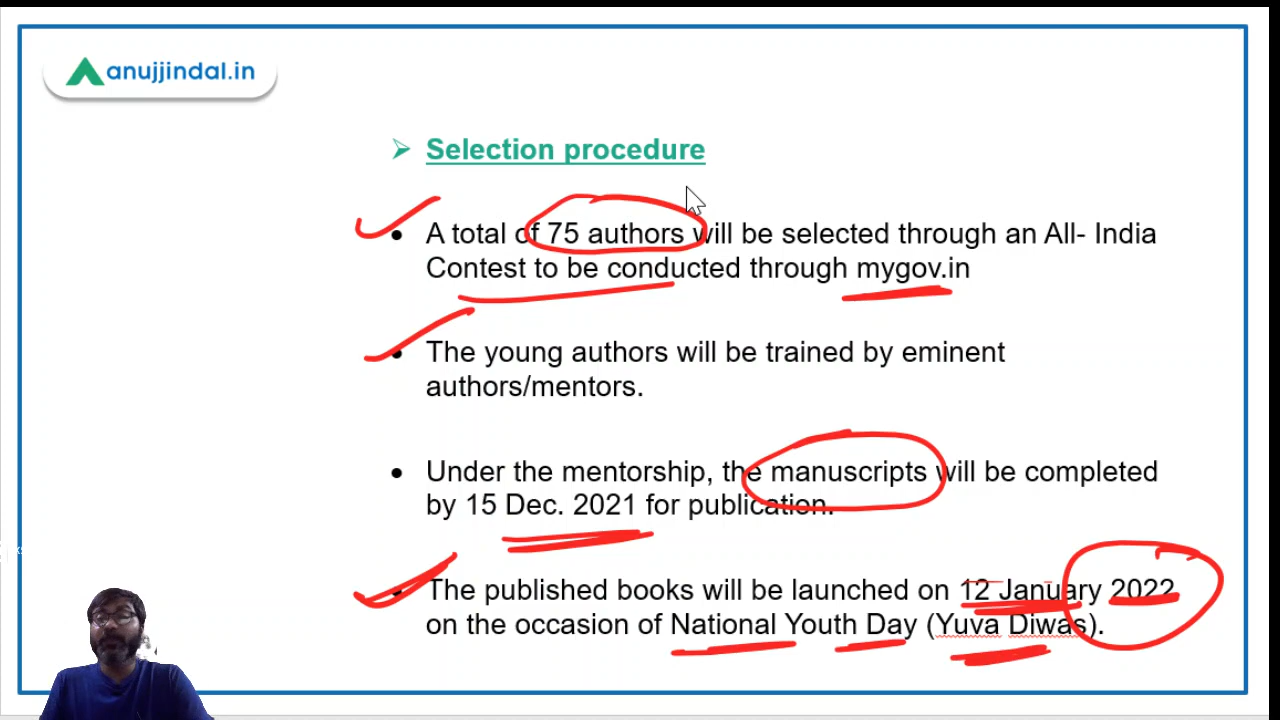 anujjindal.in
Selection procedure
A total of 75 authors will be selected through an All- India
Contest to be conducted through mygov.in
The young authors will be trained by eminent
authors/mentors.
Under the mentorship, the manuscripts will be completed
by 15 Dec. 2021 for publication.
The published books will be launched on 12 January 2022
on the occasion of National Youth Day (Yuva Diwas).